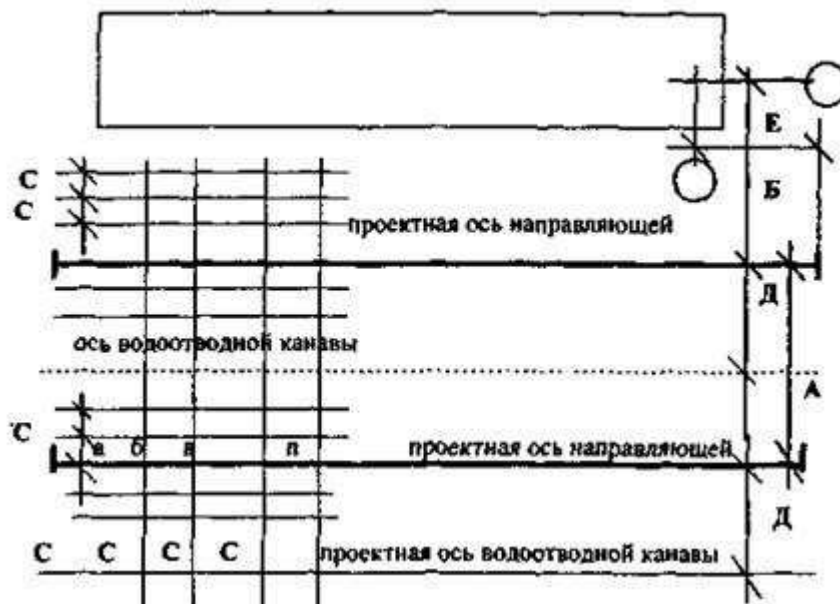 Е
С
С
Б
проектная ось направляющей
Д
ось водоотводной канавы
А
С
а б в п
проектная ось направляющей
Д
С С С С
проектная ось водоотводной канавы